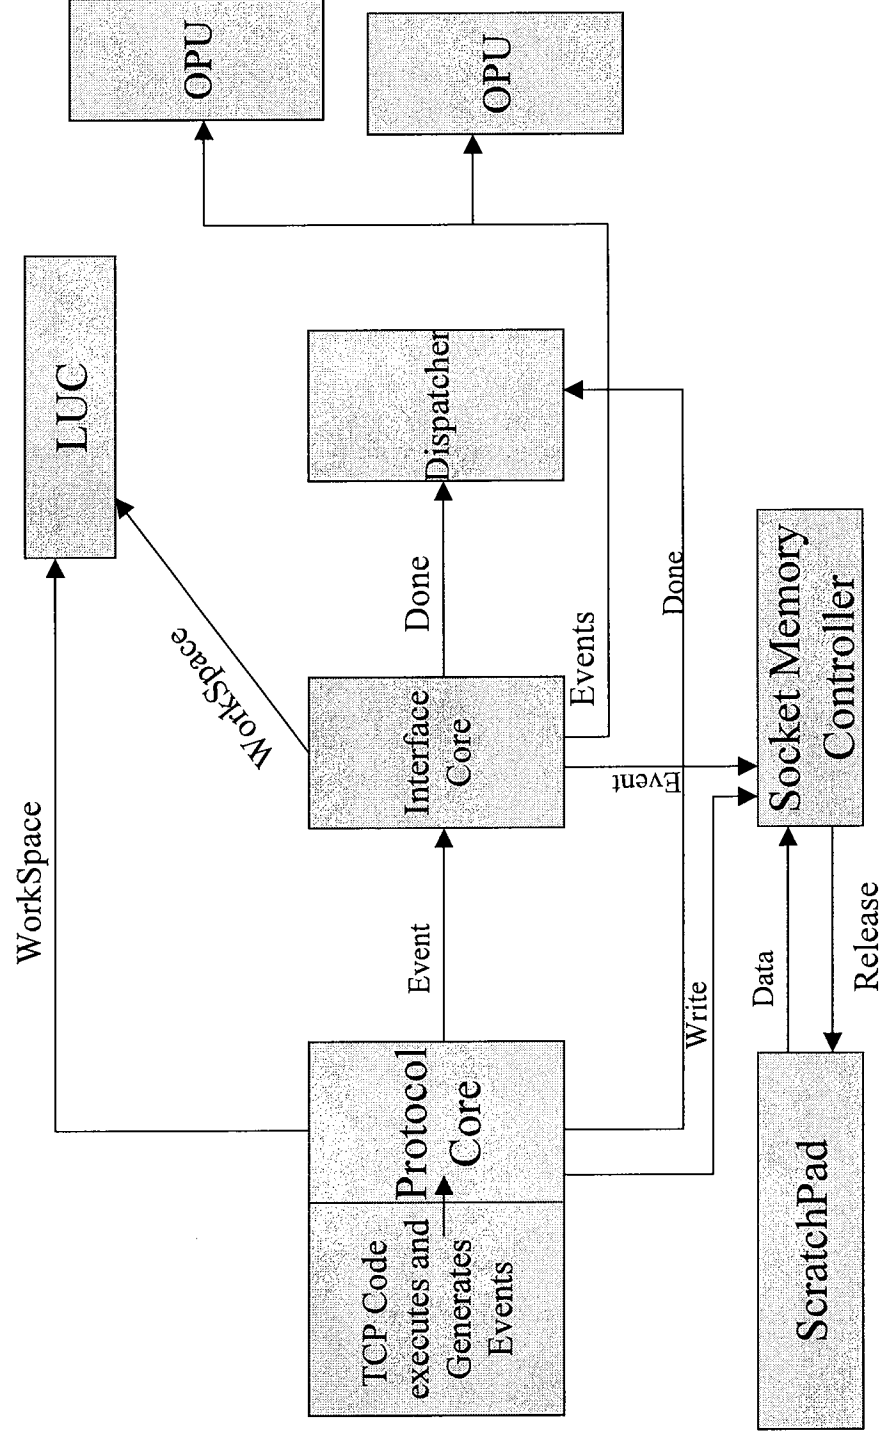 OPU
OPU
LUC
Dispatcher
WorkSpace
WorkSpace
Done
Events
Done
Interface
Core
Event
Event
Socket Memory
Controller
Protocol
Core
Write
Data
Release
TCP Code
executes and
Generates
Events
ScratchPad